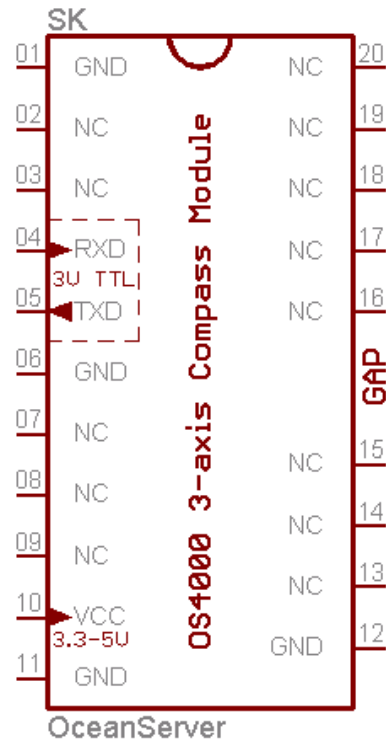 SK
01 GND NC 20
02 NC NC 19
03 NC NC 18
04 RXD NC 17
3V TTL
05 TXD NC 16
06 GND
GAP
07 NC NC 15
08 NC NC 14
09 NC NC 13
10 VCC GND 12
3.3-5V
11 GND
OS4000 3-axis Compass Module
OceanServer